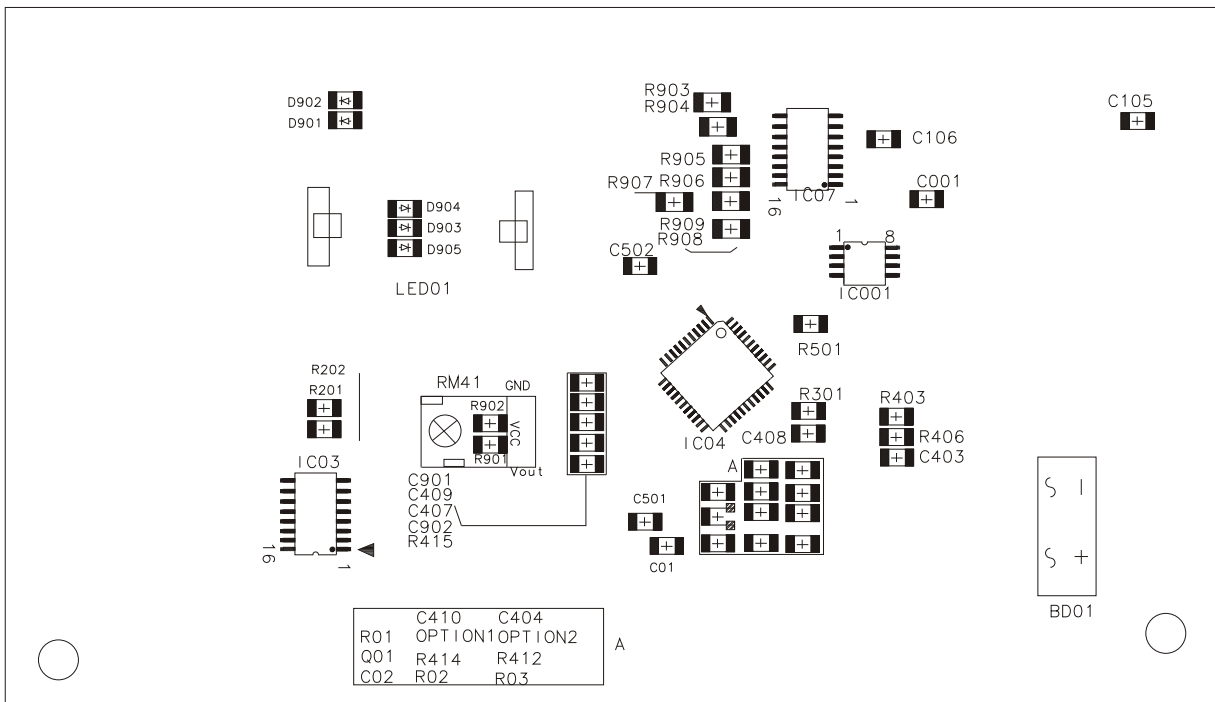 R903
D902
R904
C105
D901
C106
R905
R907
R906
IC07
16
1
C001
D904
R909
D903
R908
1
8
D905
C502
LED01
IC001
R501
R202
RM41
GND
R201
R301
R403
R902
VCC
C408
R406
IC04
R901
C403
IC03
Vout
A
C901
C409
C407
C902
R415
C501
S -
S +
16
1
C01
BD01
C410 C404
R01 OPTION1 OPTION2
Q01 R414 R412
C02 R02 R03
A